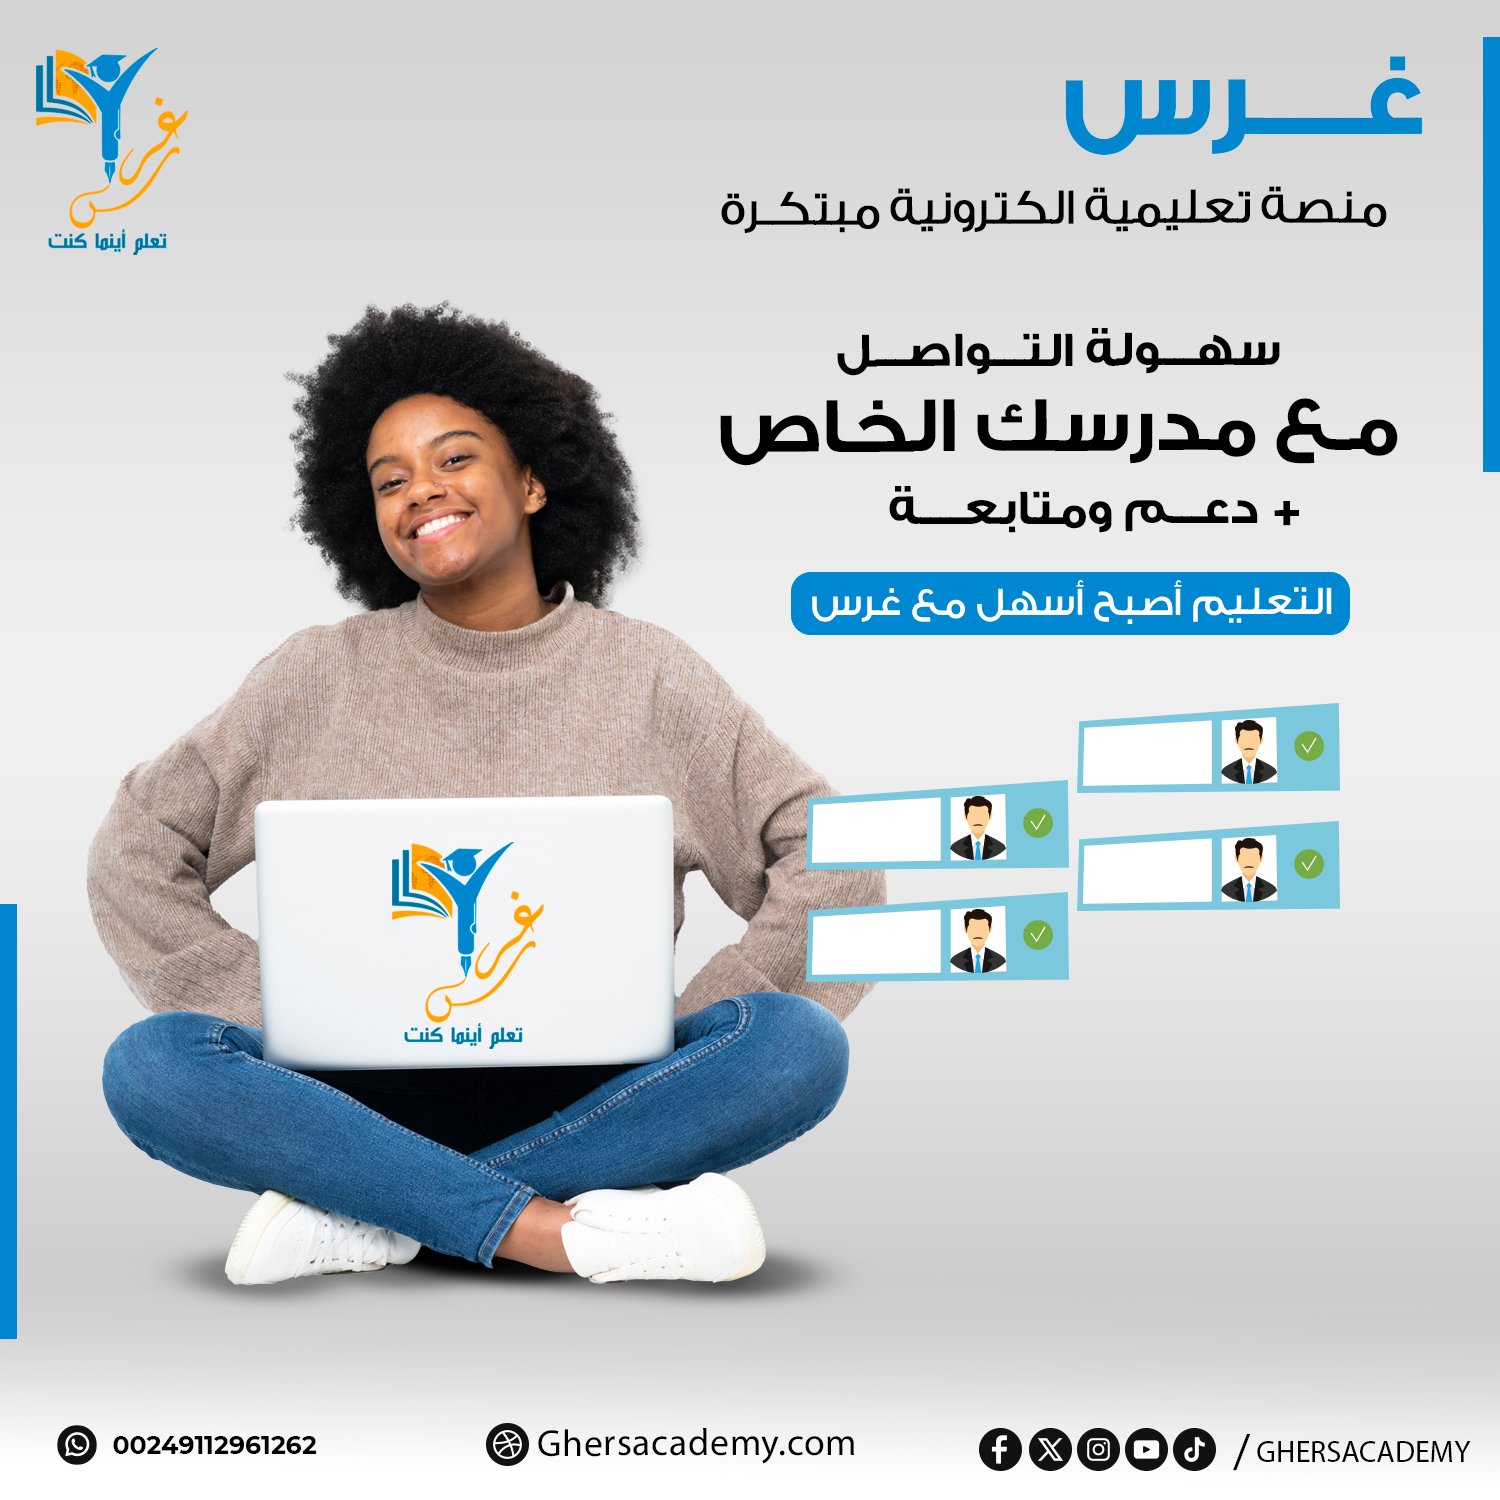 غرس
تعلم أينما كنت
غـــــرس
منصة تعليمية الكترونية مبتكرة
سهولة التواصل
مع مدرسك الخاص
+ دعم ومتابعة
التعليم أصبح أسهل مع غرس
غرس
تعلم أينما كنت
00249112961262
Ghersacademy.com
/ GHERSACADEMY